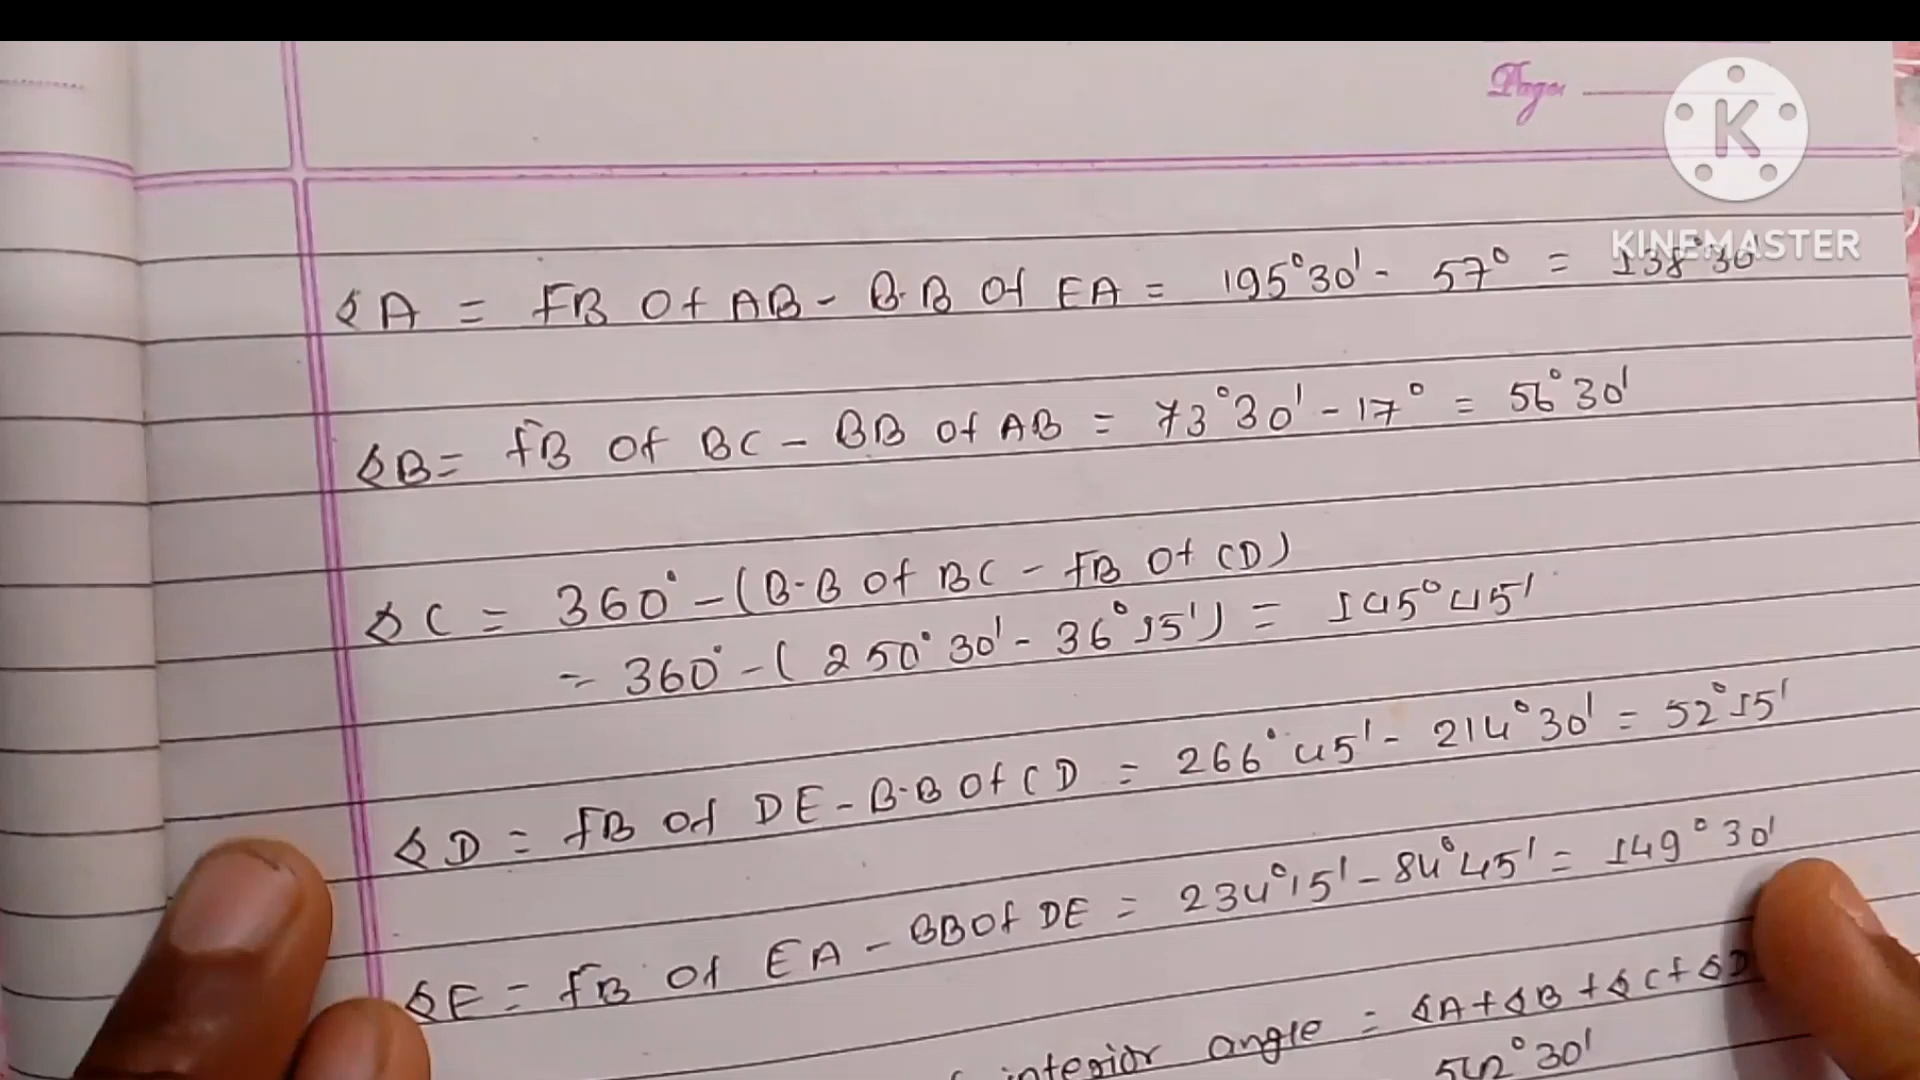 Page
KINEMASTER
∠A = FB Of AB - B.B Of EA = 195°30' - 57° = 138°30'
∠B = FB Of BC - BB Of AB = 73°30' - 17° = 56°30'
∠C = 360° - (B.B Of BC - FB Of CD)
= 360° - (250°30' - 36°15') = 145°45'
∠D = FB Of DE - B.B Of CD = 266°45' - 214°30' = 52°15'
∠E = FB Of EA - BB Of DE = 234°15' - 84°45' = 149°30'
interior angle = ∠A + ∠B + ∠C + ∠D
542°30'